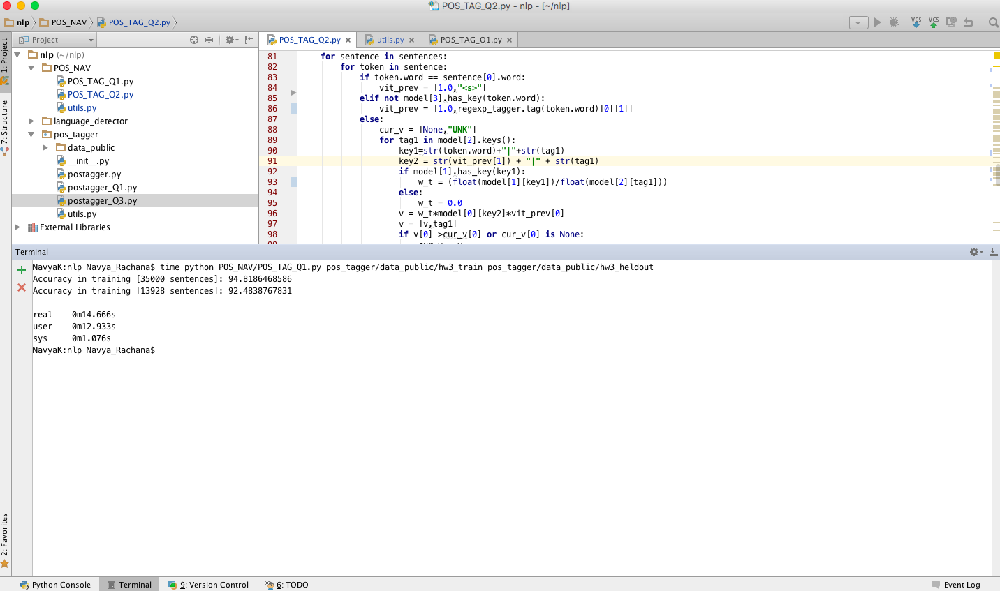 POS_TAG_Q2.py - nlp - [~/nlp]
nlp POS_NAV POS_TAG_Q2.py
VCS VCS
Project
POS_TAG_Q2.py utils.py POS_TAG_Q1.py
1: Project
7: Structure
2: Favorites
nlp (~/nlp)
POS_NAV
POS_TAG_Q1.py
POS_TAG_Q2.py
utils.py
language_detector
pos_tagger
data_public
__init__.py
postagger.py
postagger_Q1.py
postagger_Q3.py
utils.py
External Libraries
81 for sentence in sentences:
82 for token in sentence:
83 if token.word == sentence[0].word:
84 vit_prev = [1.0,"<s>"]
85 elif not model[3].has_key(token.word):
86 vit_prev = [1.0,regexp_tagger.tag(token.word)[0][1]]
87 else:
88 cur_v = [None,"UNK"]
89 for tag1 in model[2].keys():
90 key1=str(token.word)+"|"+str(tag1)
91 key2 = str(vit_prev[1]) + "|" + str(tag1)
92 if model[1].has_key(key1):
93 w_t = (float(model[1][key1])/float(model[2][tag1]))
94 else:
95 w_t = 0.0
96 v = w_t*model[0][key2]*vit_prev[0]
97 v = [v,tag1]
98 if v[0] >cur_v[0] or cur_v[0] is None:
Terminal
NavyaK:nlp Navya_Rachana$ time python POS_NAV/POS_TAG_Q1.py pos_tagger/data_public/hw3_train pos_tagger/data_public/hw3_heldout
Accuracy in training [35000 sentences]: 94.8186468586
Accuracy in training [13928 sentences]: 92.4838767831
real 0m14.666s
user 0m12.933s
sys 0m1.076s
NavyaK:nlp Navya_Rachana$
Python Console Terminal 9: Version Control 6: TODO Event Log